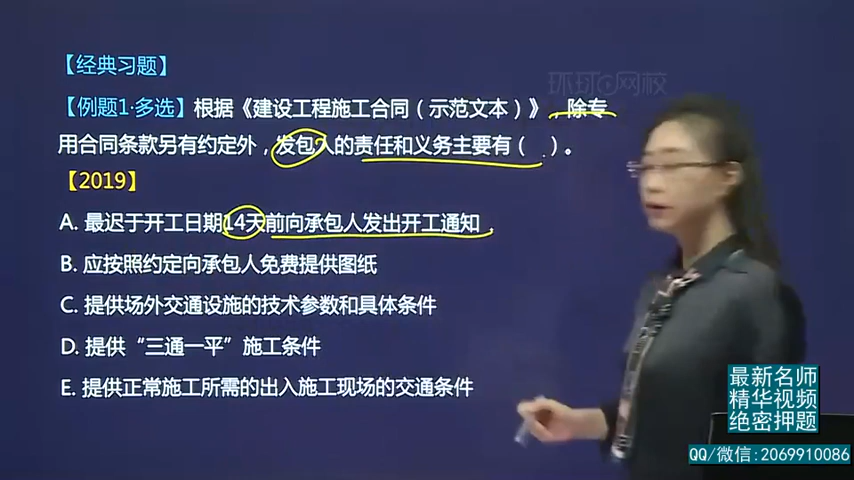 环球网校
【经典习题】
【例题1·多选】根据《建设工程施工合同（示范文本）》，除专
用合同条款另有约定外，发包人的责任和义务主要有（ ）。
【2019】
A. 最迟于开工日期14天前向承包人发出开工通知
B. 应按照约定向承包人免费提供图纸
C. 提供场外交通设施的技术参数和具体条件
D. 提供“三通一平”施工条件
E. 提供正常施工所需的出入施工现场的交通条件
最新名师
精华视频
绝密押题
QQ/微信:2069910086